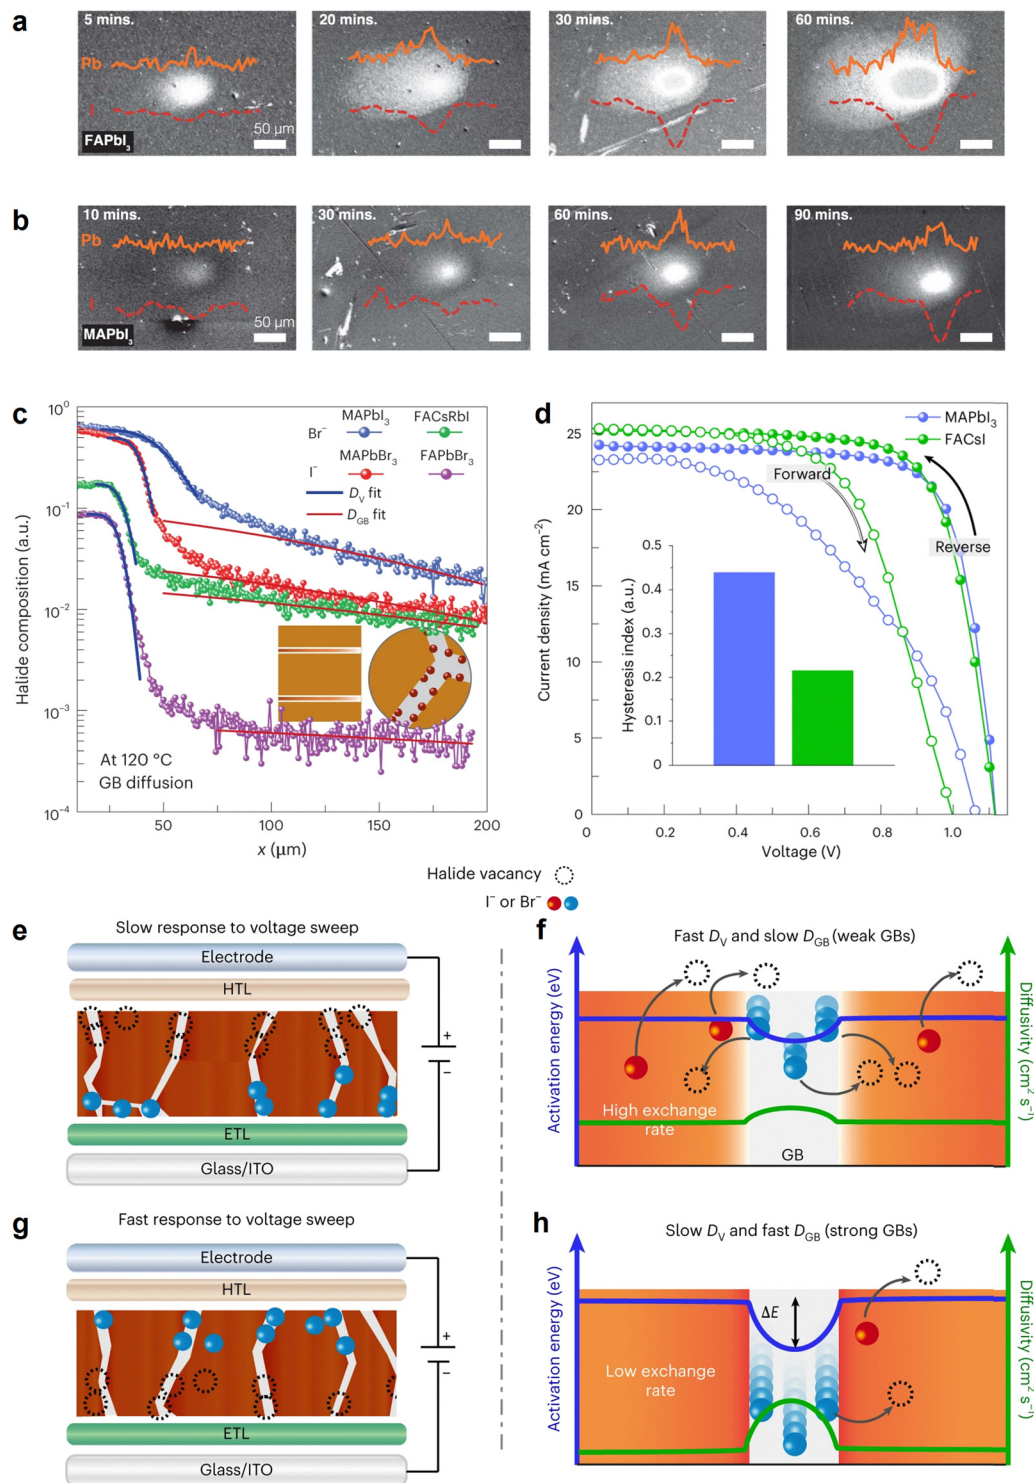 a
5 mins.
20 mins.
30 mins.
60 mins.
Pb
I
50 µm
FAPbI₃
b
10 mins.
30 mins.
60 mins.
90 mins.
Pb
I
50 µm
MAPbI₃
c
Halide composition (a.u.)
10⁰
10⁻¹
10⁻²
10⁻³
10⁻⁴
MAPbI₃ FACsRbI
Br⁻
MAPbBr₃ FAPbBr₃
I⁻
D_V fit
D_GB fit
At 120 °C
GB diffusion
50 100 150 200
x (µm)
d
Current density (mA cm⁻²)
25
20
15
10
5
0
MAPbI₃
FACsI
Forward
Reverse
Hysteresis index (a.u.)
0.5
0.4
0.3
0.2
0.1
0
0 0.2 0.4 0.6 0.8 1.0
Voltage (V)
Halide vacancy
I⁻ or Br⁻
e
Slow response to voltage sweep
Electrode
HTL
+
−
ETL
Glass/ITO
f
Fast D_V and slow D_GB (weak GBs)
Activation energy (eV)
High exchange
rate
GB
Diffusivity (cm² s⁻¹)
g
Fast response to voltage sweep
Electrode
HTL
+
−
ETL
Glass/ITO
h
Slow D_V and fast D_GB (strong GBs)
Activation energy (eV)
ΔE
Low exchange
rate
Diffusivity (cm² s⁻¹)